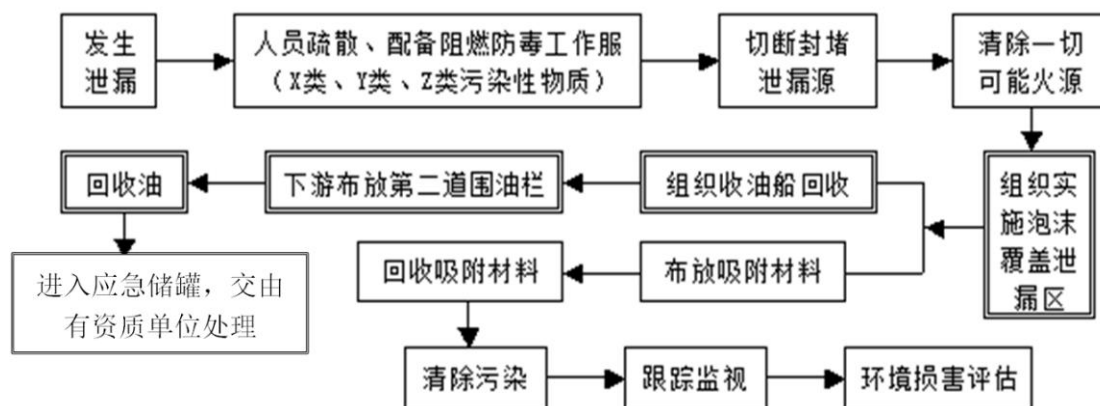 发生
泄漏
人员疏散、配备阻燃防毒工作服
（X类、Y类、Z类污染性物质）
切断封堵
泄漏源
清除一切
可能火源
组织实
施泡沫
覆盖泄
漏区
组织收油船回收
下游布放第二道围油栏
回收油
进入应急储罐，交由
有资质单位处理
布放吸附材料
回收吸附材料
清除污染
跟踪监视
环境损害评估